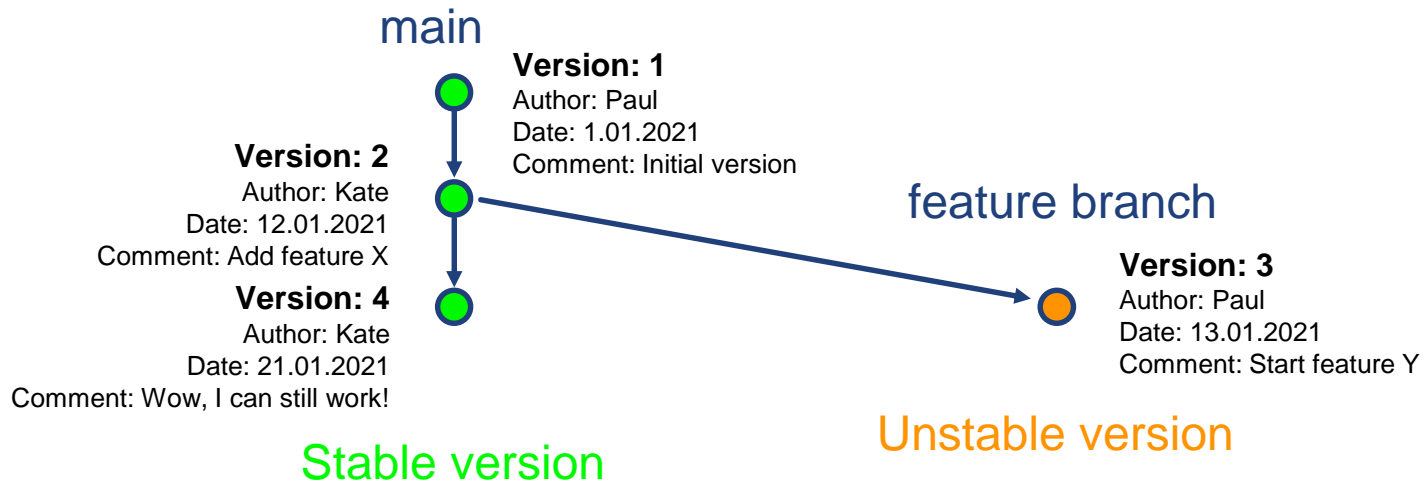 main
Version: 1
Author: Paul
Date: 1.01.2021
Comment: Initial version
Version: 2
Author: Kate
Date: 12.01.2021
Comment: Add feature X
feature branch
Version: 3
Author: Paul
Date: 13.01.2021
Comment: Start feature Y
Version: 4
Author: Kate
Date: 21.01.2021
Comment: Wow, I can still work!
Unstable version
Stable version